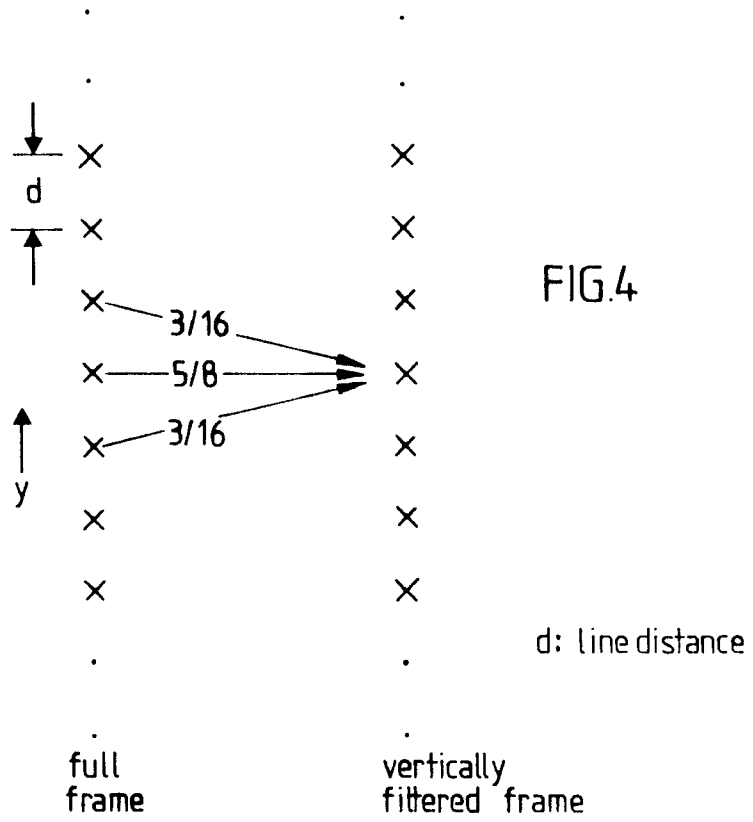 d
3/16
5/8
3/16
y
FIG.4
d: line distance
full
frame
vertically
filtered frame